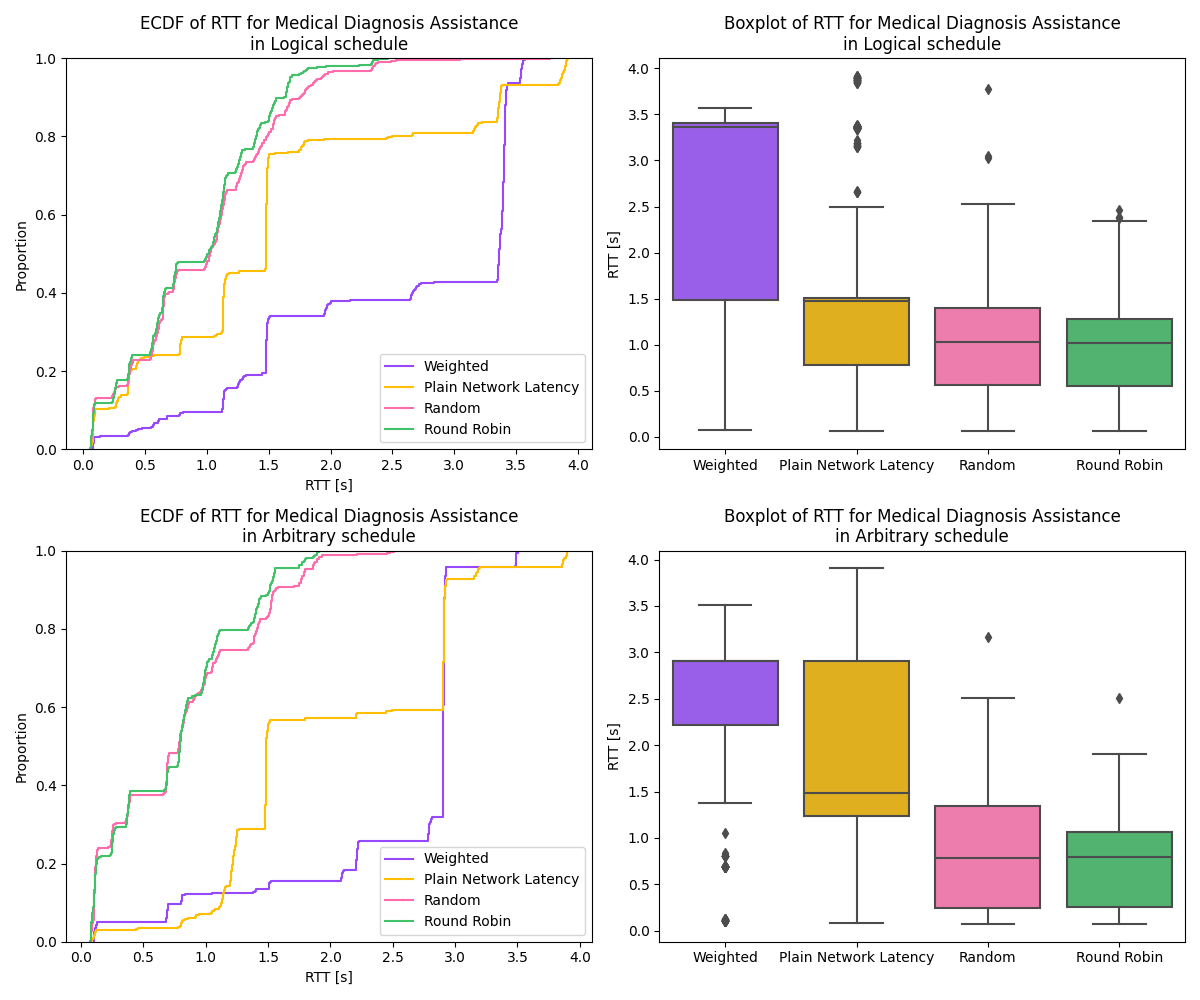 ECDF of RTT for Medical Diagnosis Assistance
in Logical schedule
1.0
0.8
0.6
0.4
0.2
0.0
Proportion
Weighted
Plain Network Latency
Random
Round Robin
0.0 0.5 1.0 1.5 2.0 2.5 3.0 3.5 4.0
RTT [s]
Boxplot of RTT for Medical Diagnosis Assistance
in Logical schedule
4.0
3.5
3.0
2.5
2.0
1.5
1.0
0.5
0.0
RTT [s]
Weighted Plain Network Latency Random Round Robin
ECDF of RTT for Medical Diagnosis Assistance
in Arbitrary schedule
1.0
0.8
0.6
0.4
0.2
0.0
Proportion
Weighted
Plain Network Latency
Random
Round Robin
0.0 0.5 1.0 1.5 2.0 2.5 3.0 3.5 4.0
RTT [s]
Boxplot of RTT for Medical Diagnosis Assistance
in Arbitrary schedule
4.0
3.5
3.0
2.5
2.0
1.5
1.0
0.5
0.0
RTT [s]
Weighted Plain Network Latency Random Round Robin